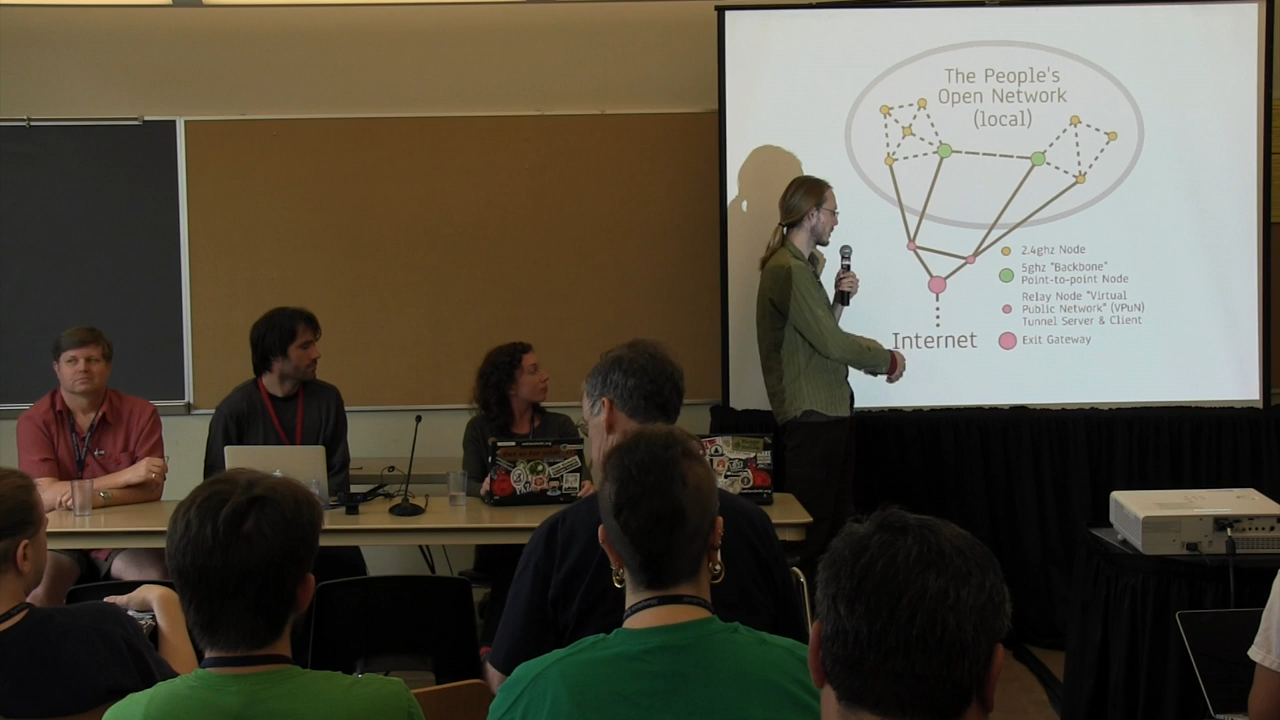 The People's
Open Network
(local)
2.4ghz Node
5ghz "Backbone"
Point-to-point Node
Relay Node "Virtual
Public Network" (VPuN)
Tunnel Server & Client
Exit Gateway
Internet